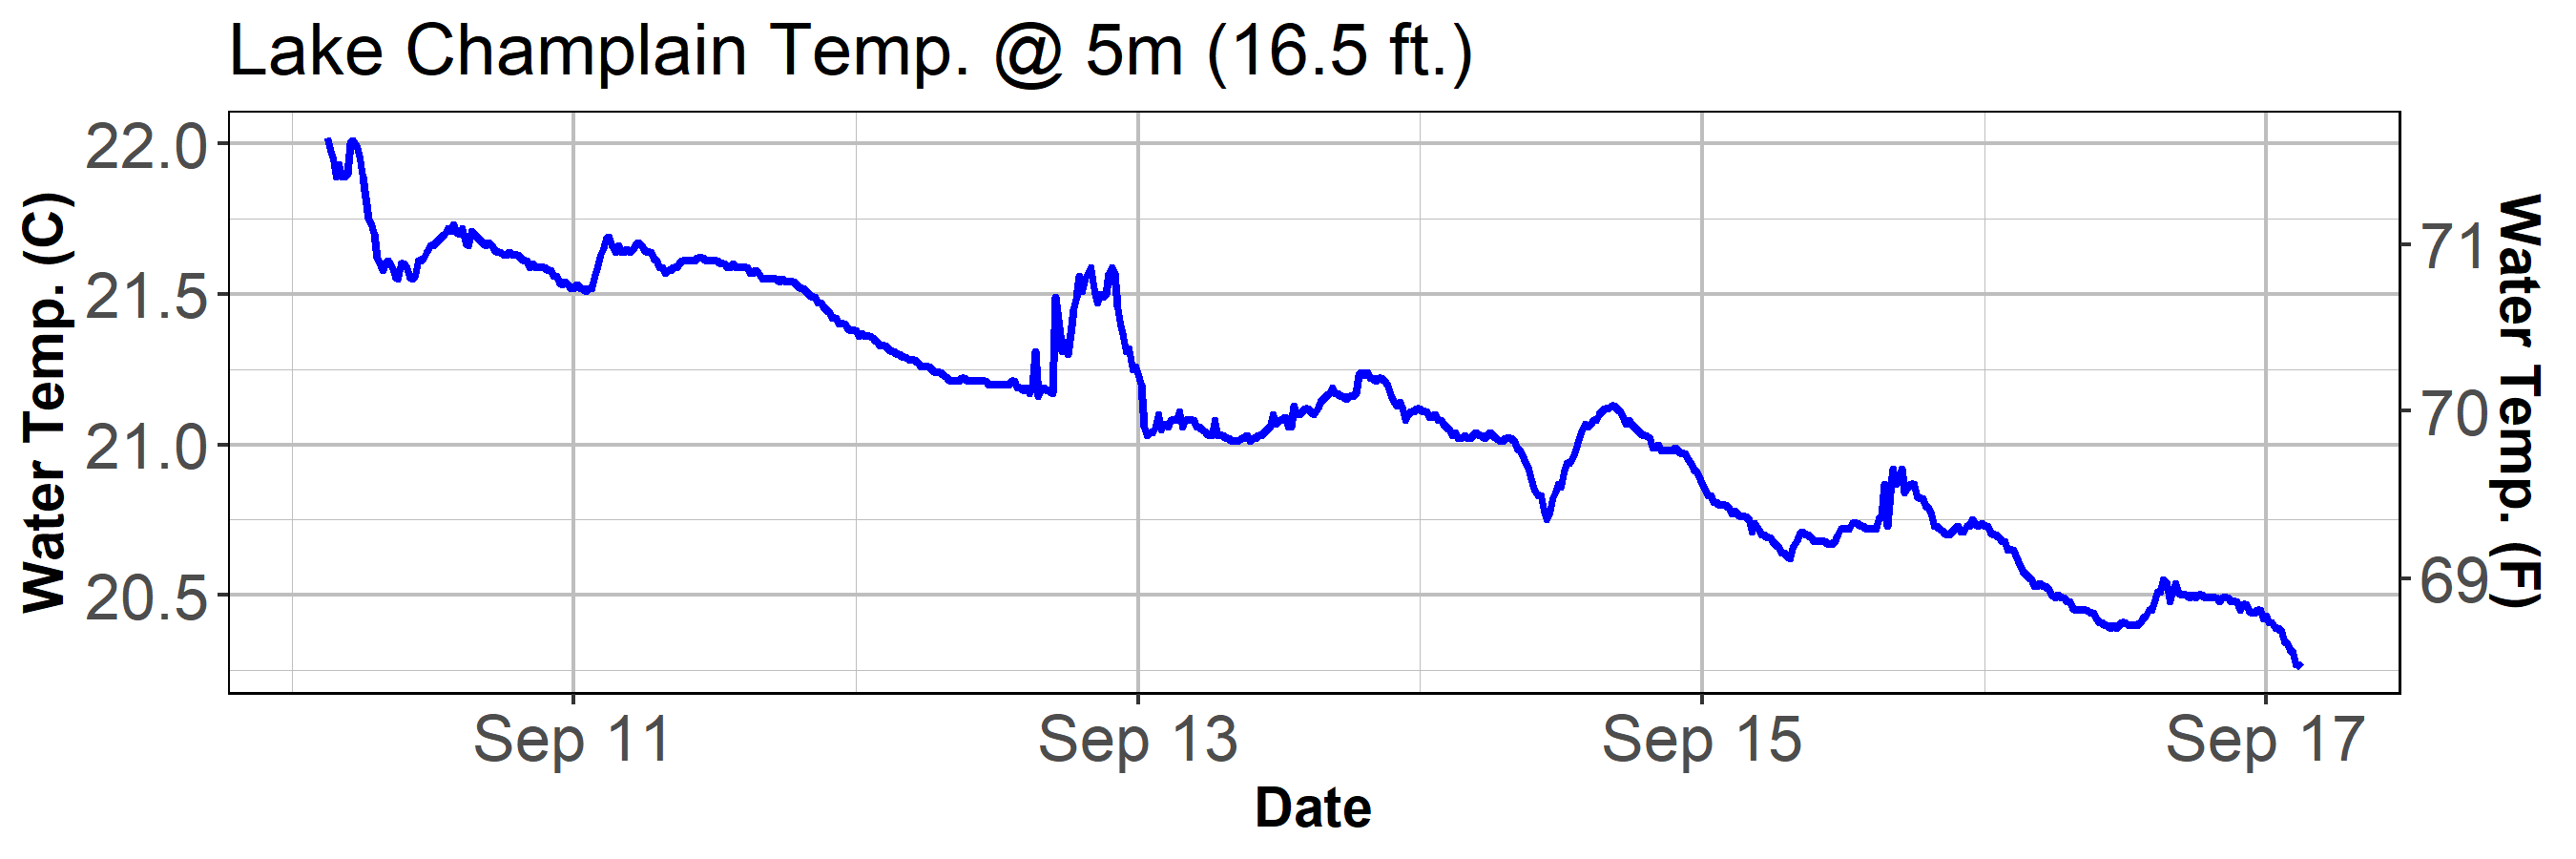 Lake Champlain Temp. @ 5m (16.5 ft.)
Water Temp. (C)
22.0
21.5
21.0
20.5
71
70
69
Water Temp. (F)
Sep 11
Sep 13
Sep 15
Sep 17
Date